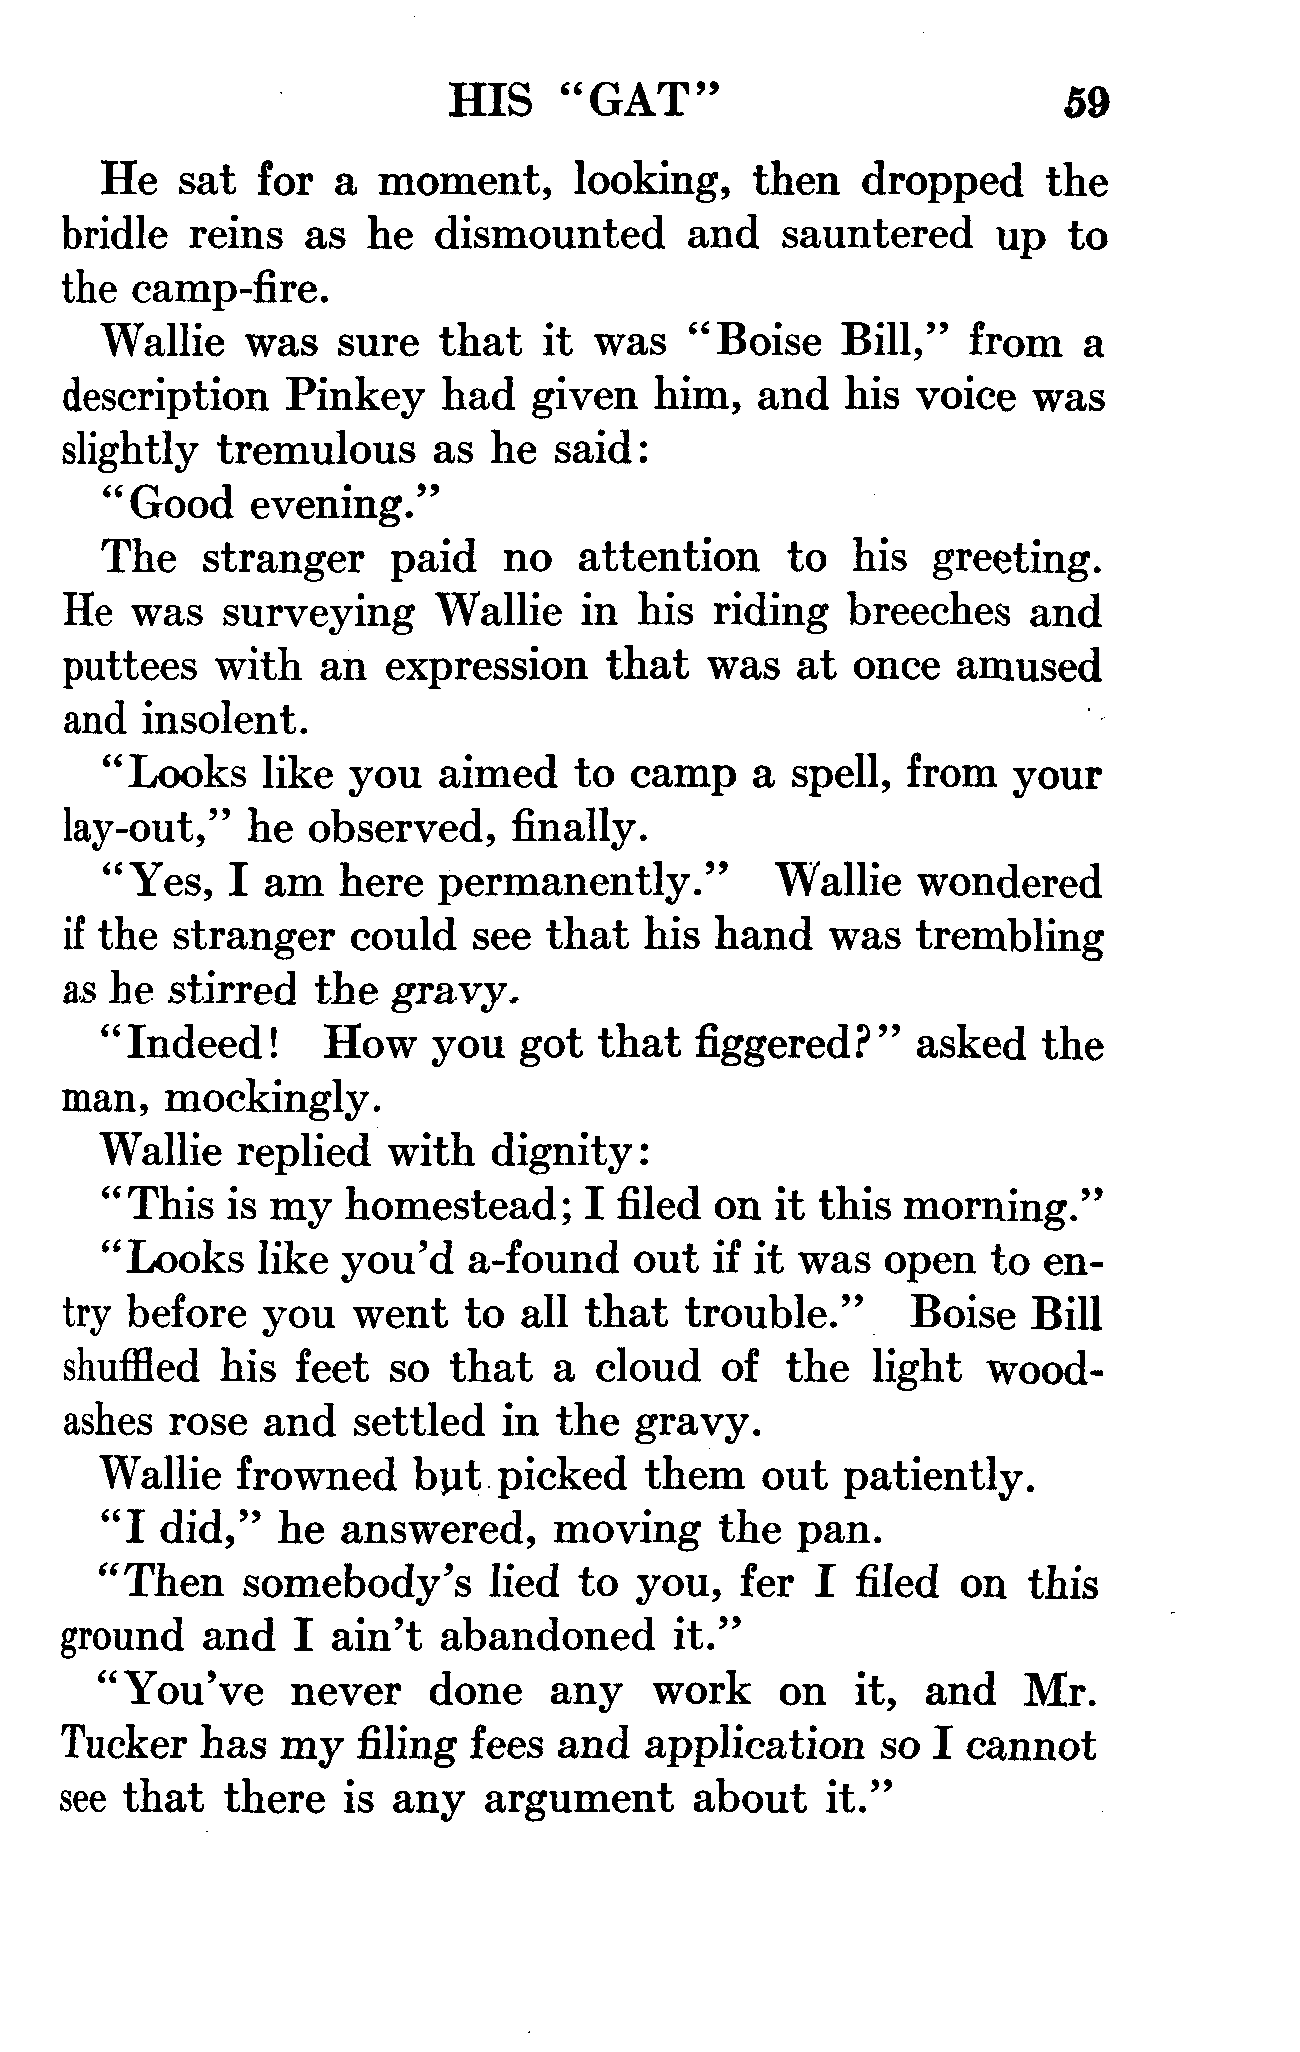 HIS "GAT" 59
He sat for a moment, looking, then dropped the
bridle reins as he dismounted and sauntered up to
the camp-fire.
Wallie was sure that it was "Boise Bill," from a
description Pinkey had given him, and his voice was
slightly tremulous as he said:
"Good evening."
The stranger paid no attention to his greeting.
He was surveying Wallie in his riding breeches and
puttees with an expression that was at once amused
and insolent.
"Looks like you aimed to camp a spell, from your
lay-out," he observed, finally.
"Yes, I am here permanently." Wallie wondered
if the stranger could see that his hand was trembling
as he stirred the gravy.
"Indeed! How you got that figgered?" asked the
man, mockingly.
Wallie replied with dignity:
"This is my homestead; I filed on it this morning."
"Looks like you'd a-found out if it was open to en-
try before you went to all that trouble." Boise Bill
shuffled his feet so that a cloud of the light wood-
ashes rose and settled in the gravy.
Wallie frowned but picked them out patiently.
"I did," he answered, moving the pan.
"Then somebody's lied to you, fer I filed on this
ground and I ain't abandoned it."
"You've never done any work on it, and Mr.
Tucker has my filing fees and application so I cannot
see that there is any argument about it."